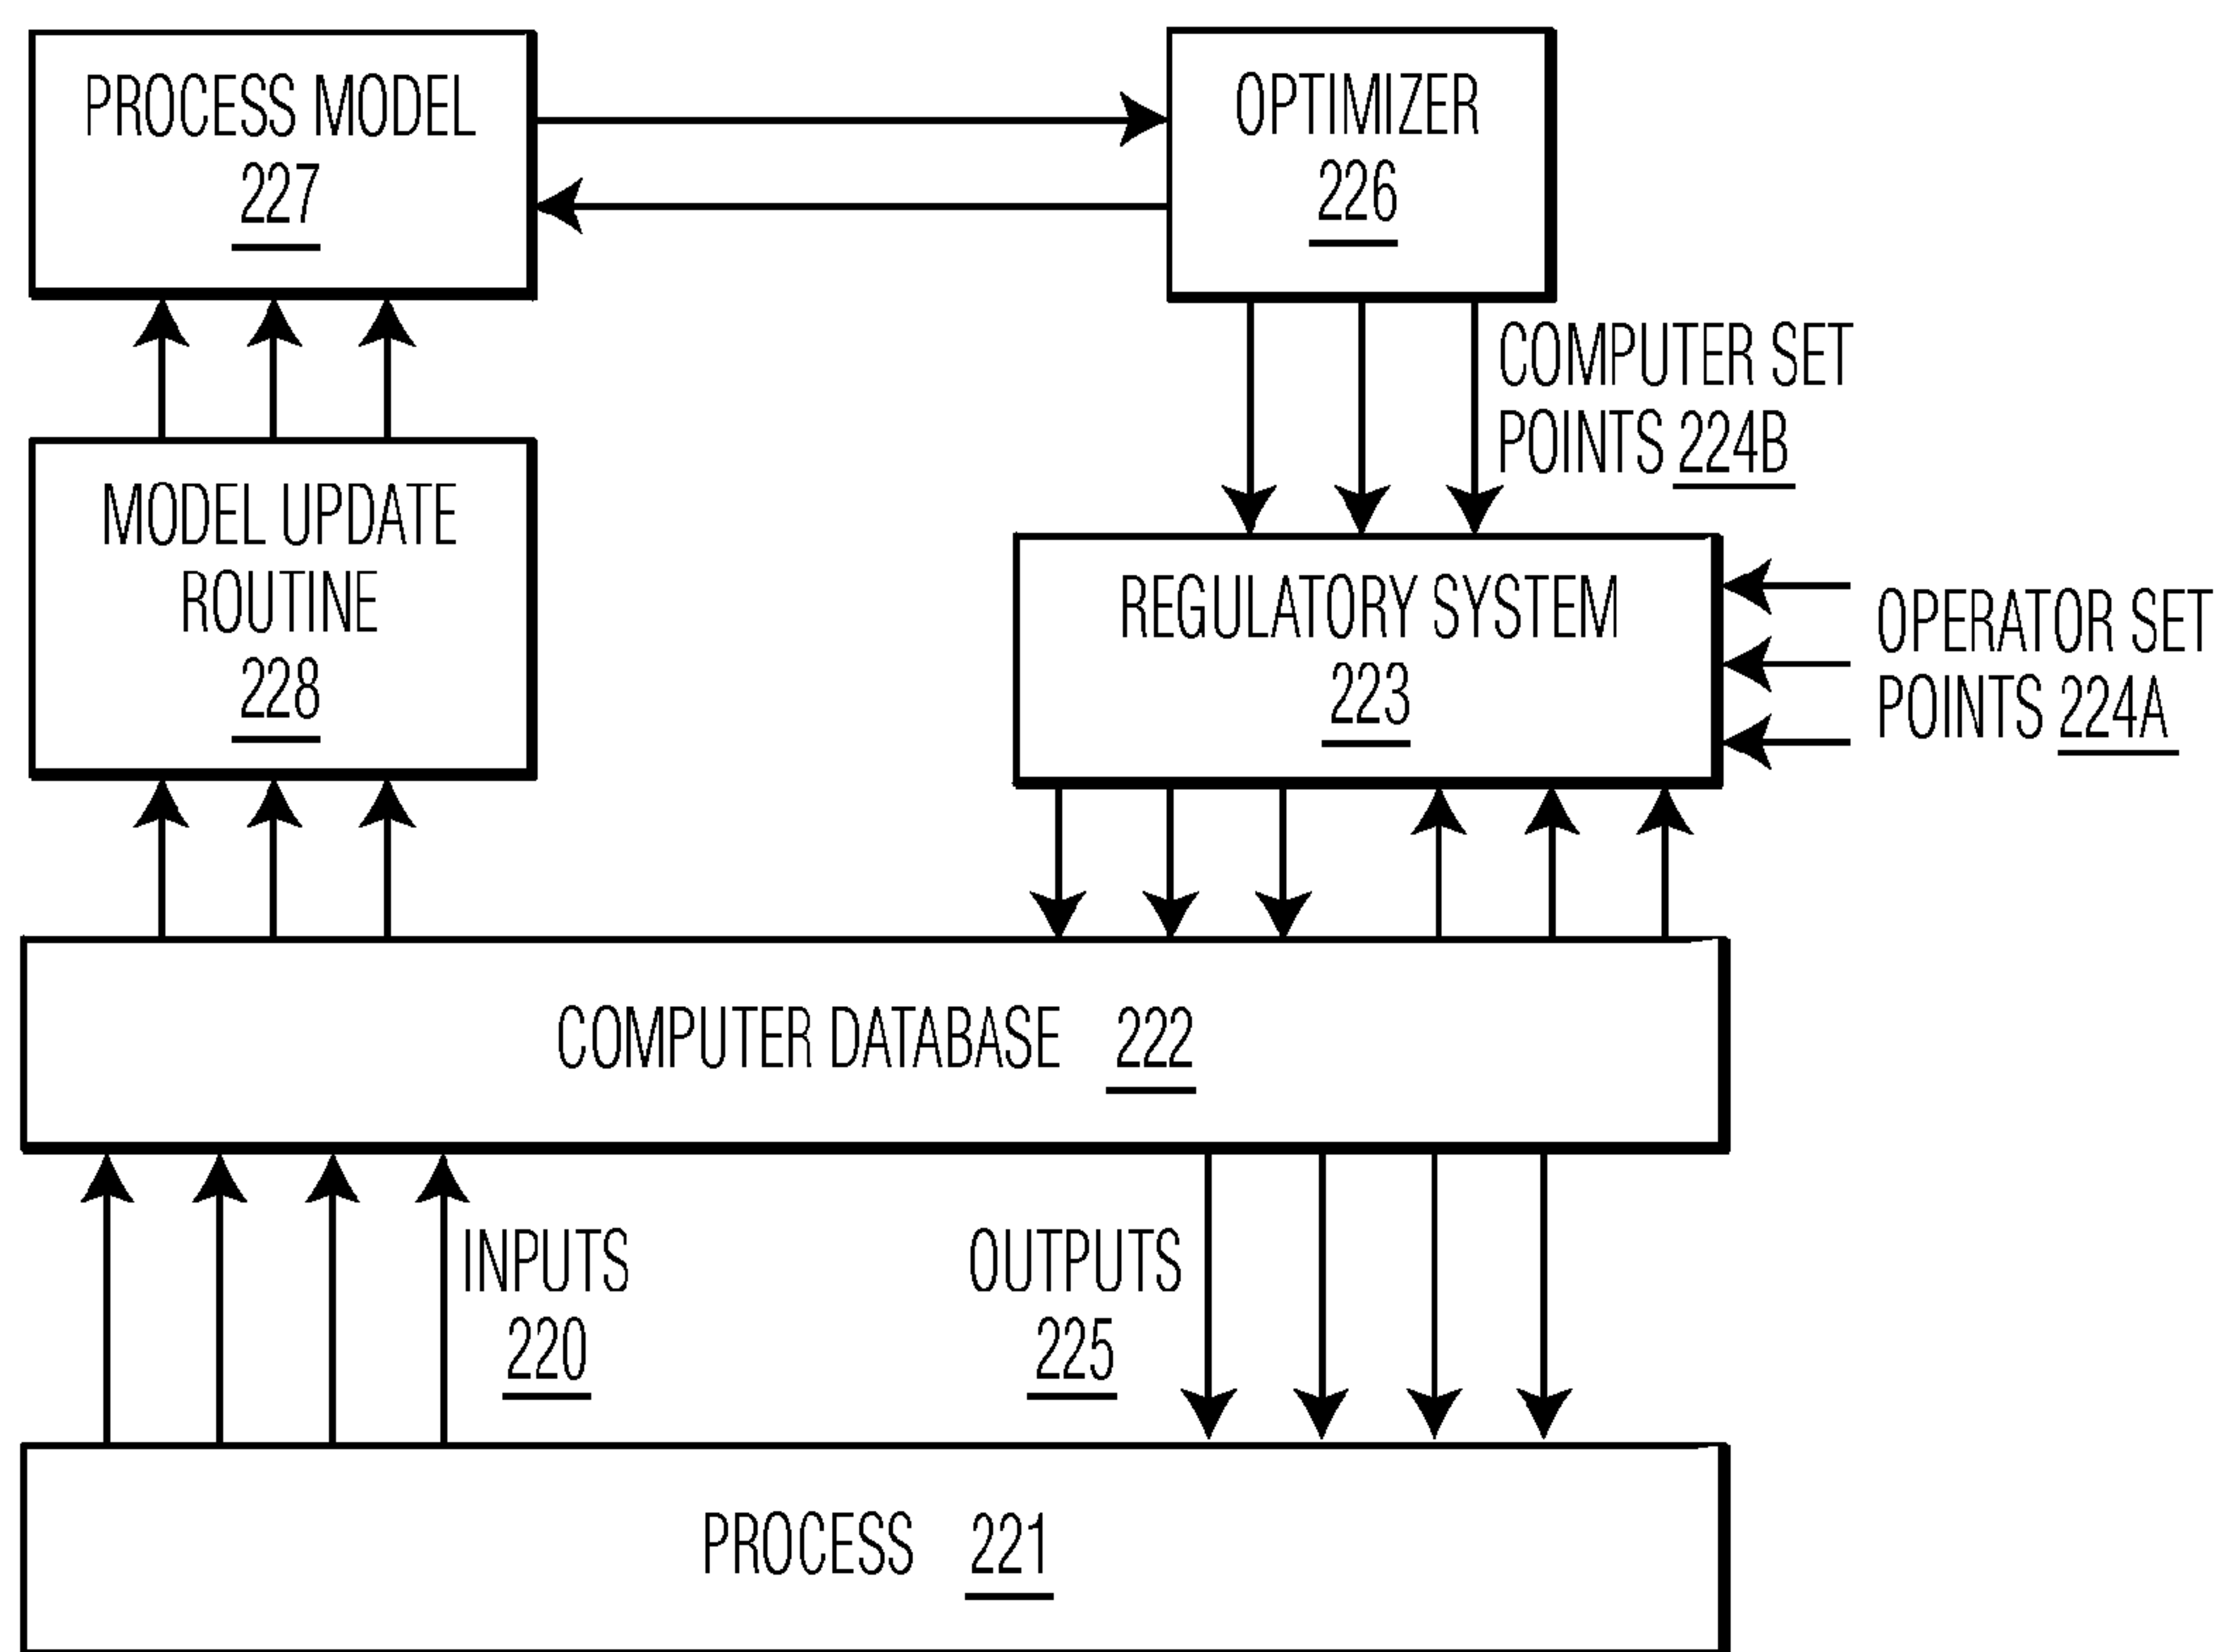 PROCESS MODEL
227
OPTIMIZER
226
COMPUTER SET
POINTS 224B
MODEL UPDATE
ROUTINE
228
REGULATORY SYSTEM
223
OPERATOR SET
POINTS 224A
COMPUTER DATABASE 222
INPUTS
220
OUTPUTS
225
PROCESS 221